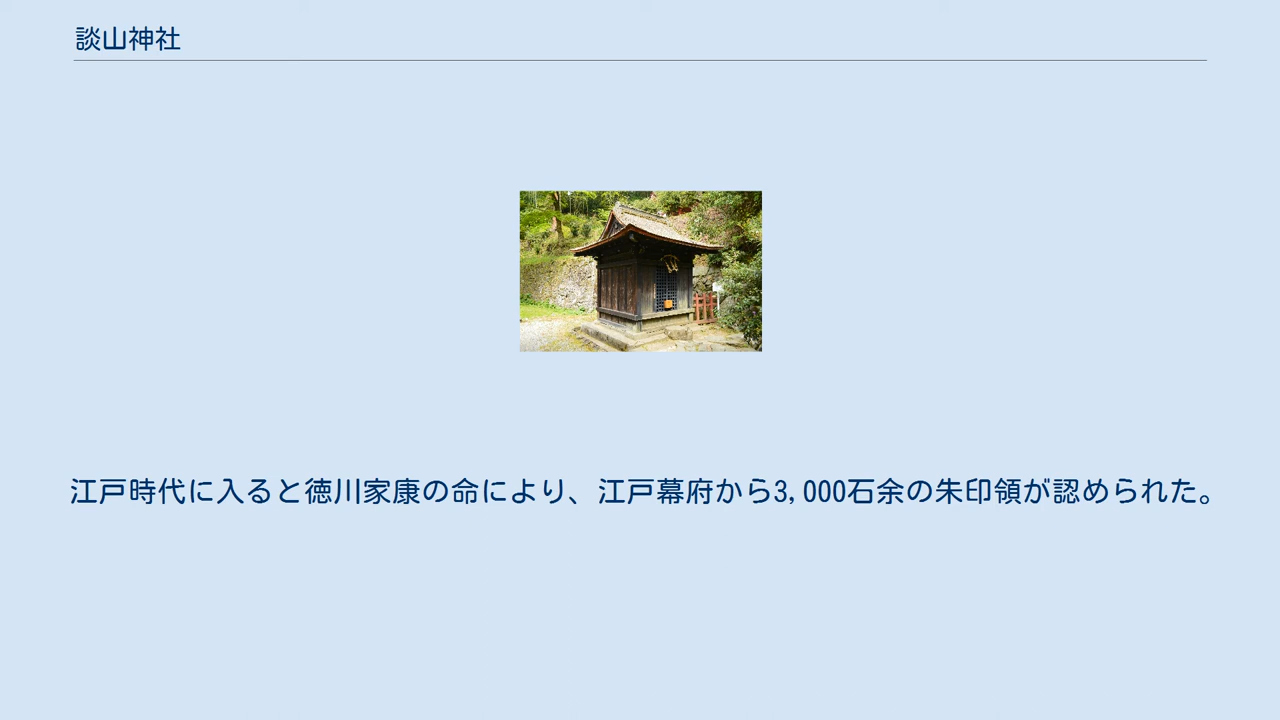 談山神社
江戸時代に入ると徳川家康の命により、江戸幕府から3,000石余の朱印領が認められた。